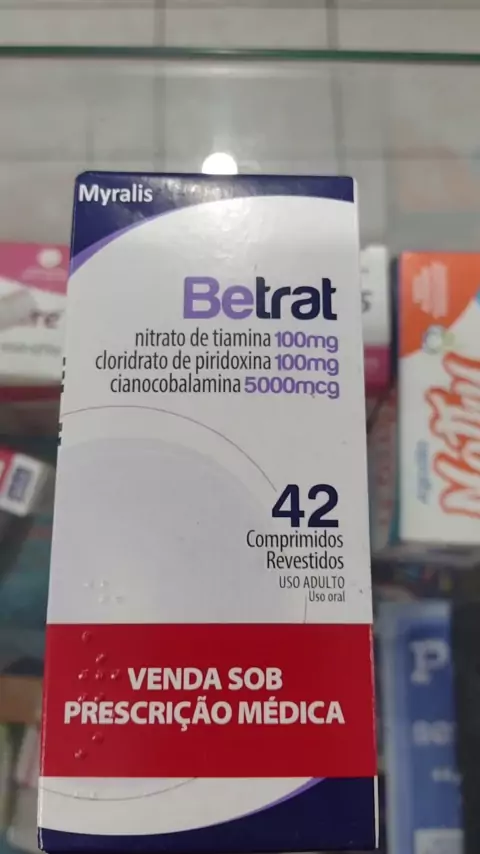 Myralis
Betrat
nitrato de tiamina 100mg
cloridrato de piridoxina 100mg
cianocobalamina 5000mcg
42
Comprimidos
Revestidos
USO ADULTO
Uso oral
VENDA SOB
PRESCRIÇÃO MÉDICA